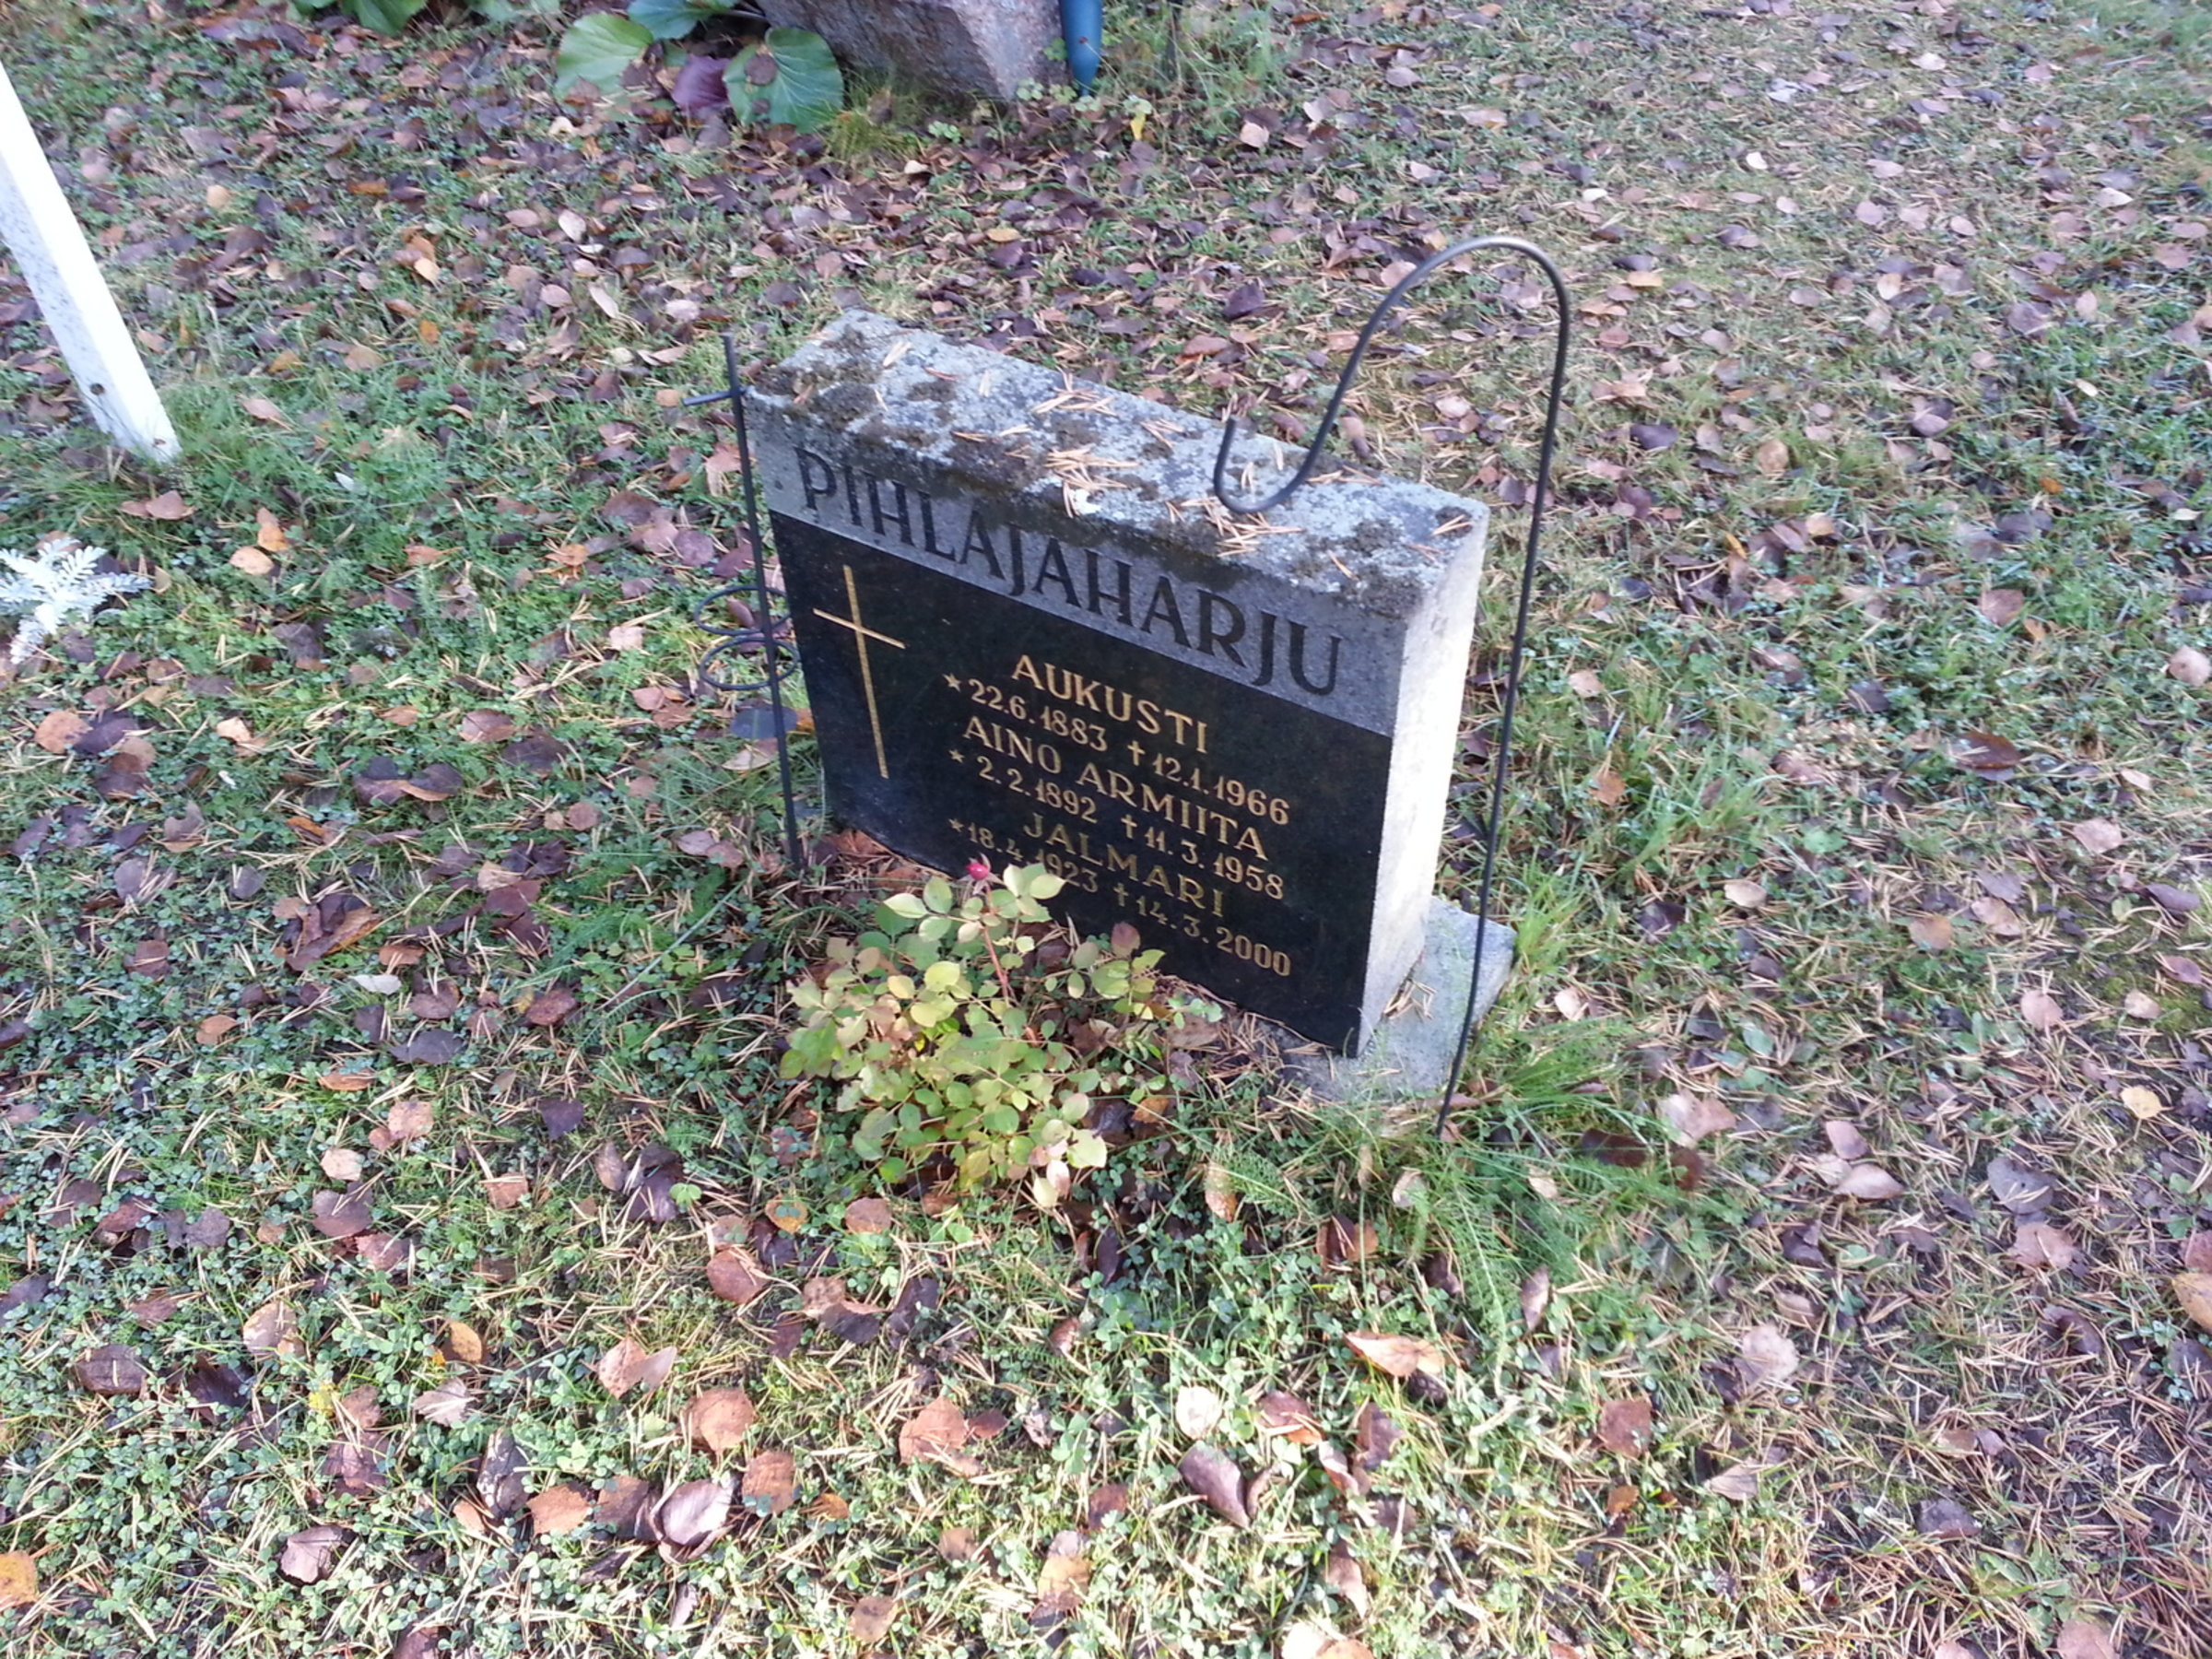 PIHLAJAHARJU
AUKUSTI
* 22.6.1883 † 12.1.1966
AINO ARMIITA
* 2.2.1892 † 11.3.1958
JALMARI
* 18.4.1923 † 14.3.2000